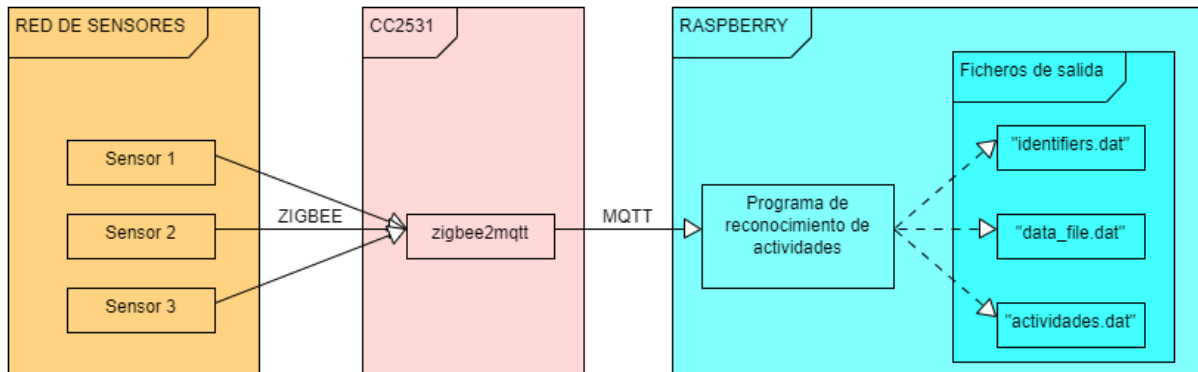 RED DE SENSORES
Sensor 1
Sensor 2
Sensor 3
ZIGBEE
CC2531
zigbee2mqtt
MQTT
RASPBERRY
Programa de
reconocimiento de
actividades
Ficheros de salida
"identifiers.dat"
"data_file.dat"
"actividades.dat"